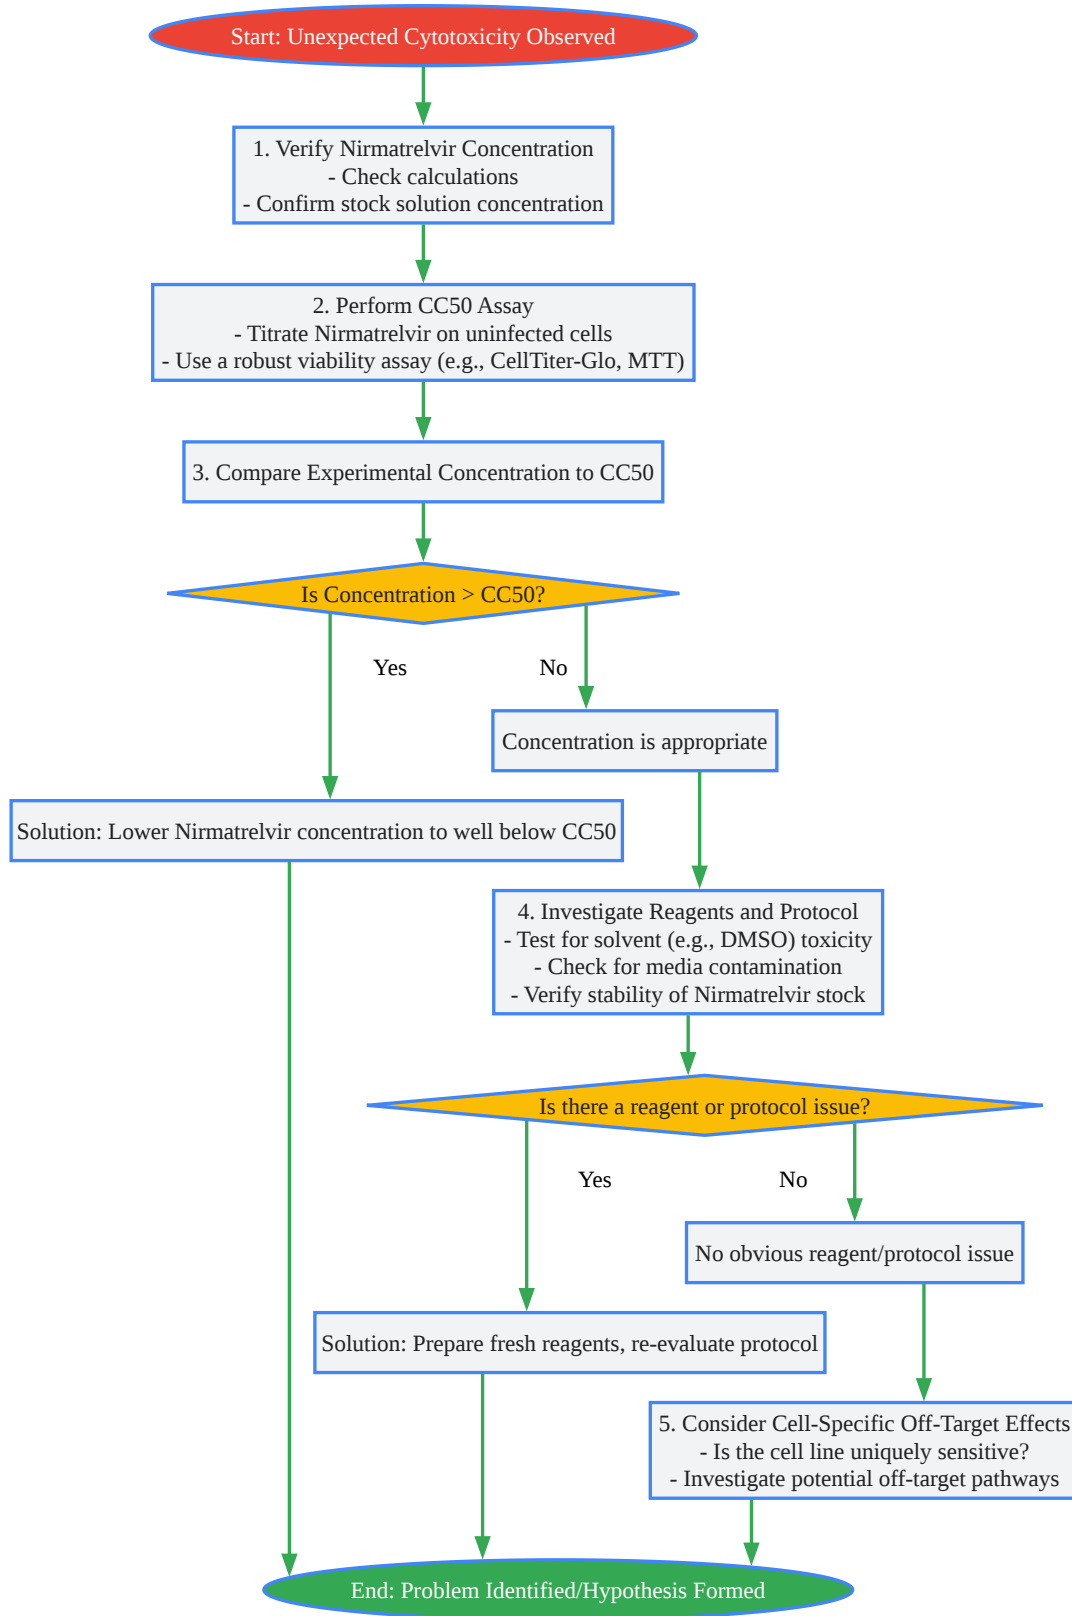 Start: Unexpected Cytotoxicity Observed
1. Verify Nirmatrelvir Concentration
- Check calculations
- Confirm stock solution concentration
2. Perform CC50 Assay
- Titrate Nirmatrelvir on uninfected cells
- Use a robust viability assay (e.g., CellTiter-Glo, MTT)
3. Compare Experimental Concentration to CC50
Is Concentration > CC50?
Yes
No
Concentration is appropriate
Solution: Lower Nirmatrelvir concentration to well below CC50
4. Investigate Reagents and Protocol
- Test for solvent (e.g., DMSO) toxicity
- Check for media contamination
- Verify stability of Nirmatrelvir stock
Is there a reagent or protocol issue?
Yes
No
No obvious reagent/protocol issue
Solution: Prepare fresh reagents, re-evaluate protocol
5. Consider Cell-Specific Off-Target Effects
- Is the cell line uniquely sensitive?
- Investigate potential off-target pathways
End: Problem Identified/Hypothesis Formed